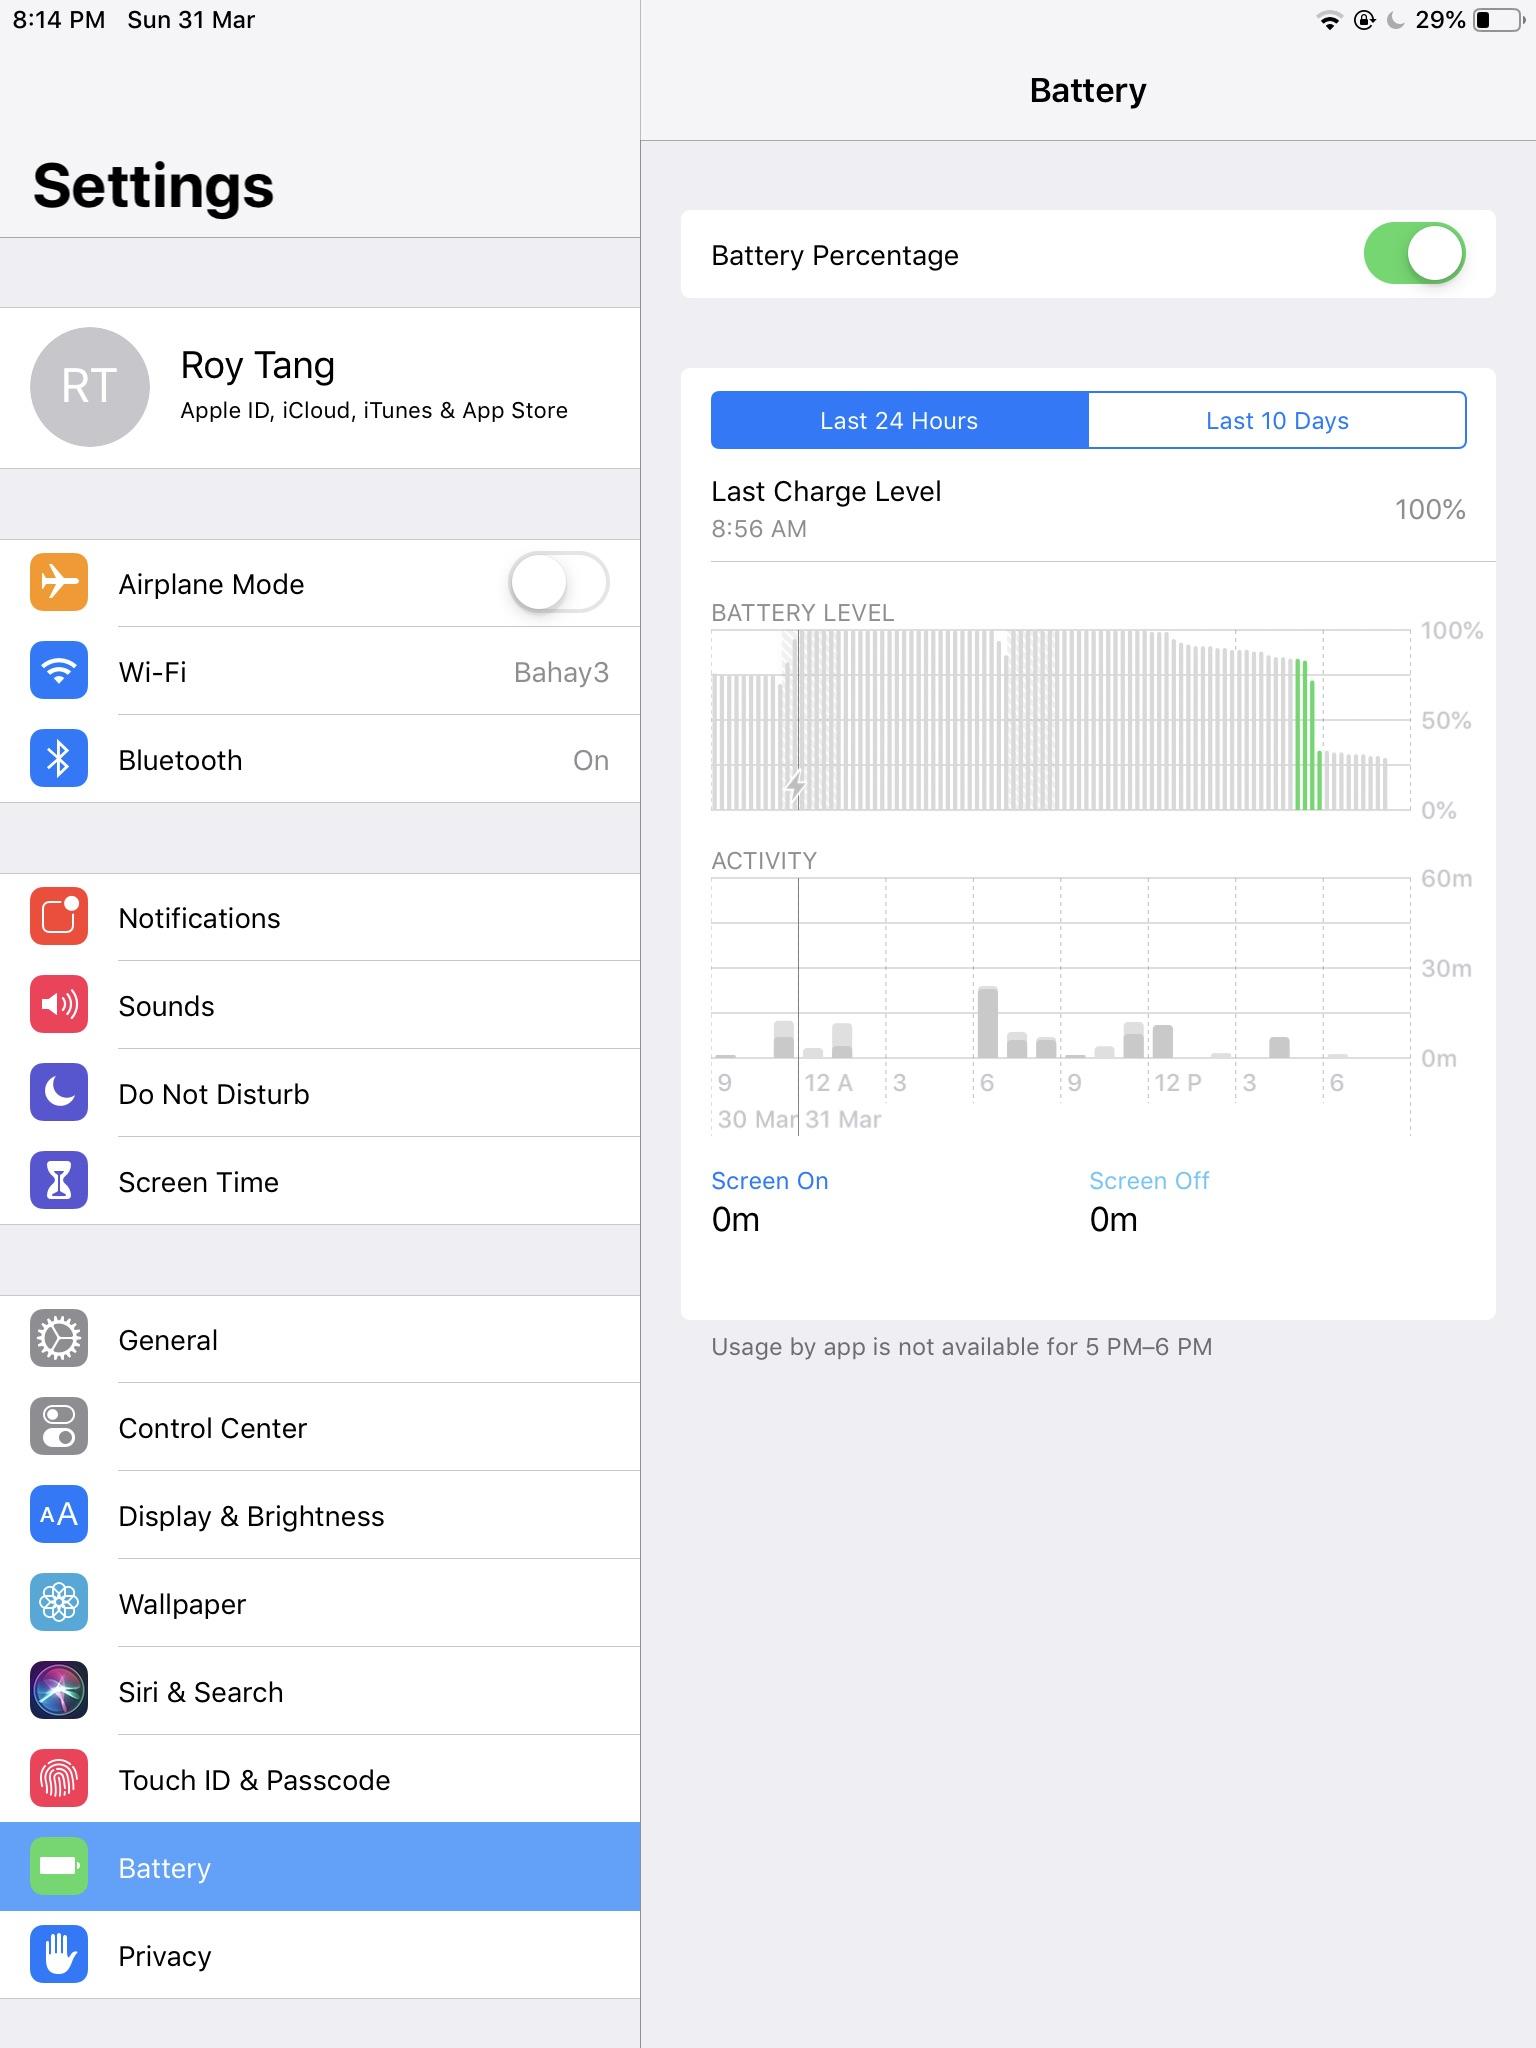 8:14 PM Sun 31 Mar
29%
Settings
RT
Roy Tang
Apple ID, iCloud, iTunes & App Store
Airplane Mode
Wi-Fi Bahay3
Bluetooth On
Notifications
Sounds
Do Not Disturb
Screen Time
General
Control Center
AA Display & Brightness
Wallpaper
Siri & Search
Touch ID & Passcode
Battery
Privacy
Battery
Battery Percentage
Last 24 Hours Last 10 Days
Last Charge Level
8:56 AM
100%
BATTERY LEVEL
100%
50%
0%
ACTIVITY
60m
30m
0m
9 12 A 3 6 9 12 P 3 6
30 Mar 31 Mar
Screen On Screen Off
0m 0m
Usage by app is not available for 5 PM–6 PM